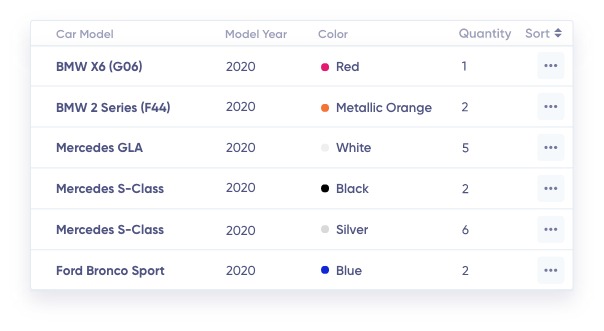 Car Model Model Year Color Quantity Sort
BMW X6 (G06) 2020 Red 1
BMW 2 Series (F44) 2020 Metallic Orange 2
Mercedes GLA 2020 White 5
Mercedes S-Class 2020 Black 2
Mercedes S-Class 2020 Silver 6
Ford Bronco Sport 2020 Blue 2